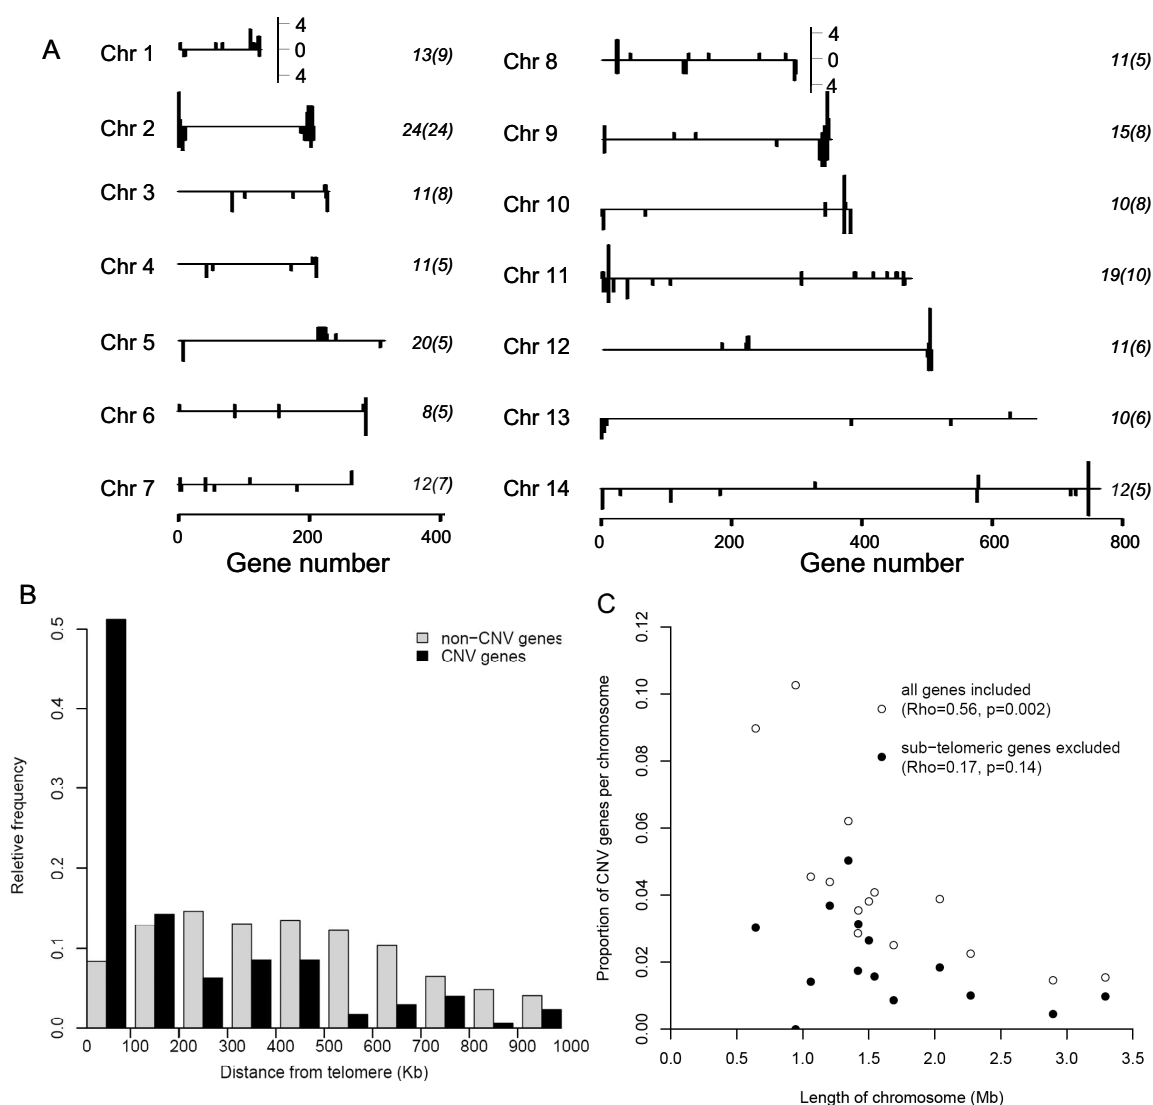 A
Chr 1
4
0
4
13(9)
Chr 2
24(24)
Chr 3
11(8)
Chr 4
11(5)
Chr 5
20(5)
Chr 6
8(5)
Chr 7
12(7)
0 200 400
Gene number
Chr 8
4
0
4
11(5)
Chr 9
15(8)
Chr 10
10(8)
Chr 11
19(10)
Chr 12
11(6)
Chr 13
10(6)
Chr 14
12(5)
0 200 400 600 800
Gene number
B
non-CNV genes
CNV genes
Reletive frequency
0.5
0.4
0.3
0.2
0.1
0.0
0 100 200 300 400 500 600 700 800 900 1000
Distance from telomere (Kb)
C
all genes included
(Rho=0.56, p=0.002)
sub-telomeric genes excluded
(Rho=0.17, p=0.14)
Proportion of CNV genes per chromosome
0.12
0.10
0.08
0.06
0.04
0.02
0.00
0.0 0.5 1.0 1.5 2.0 2.5 3.0 3.5
Length of chromosome (Mb)